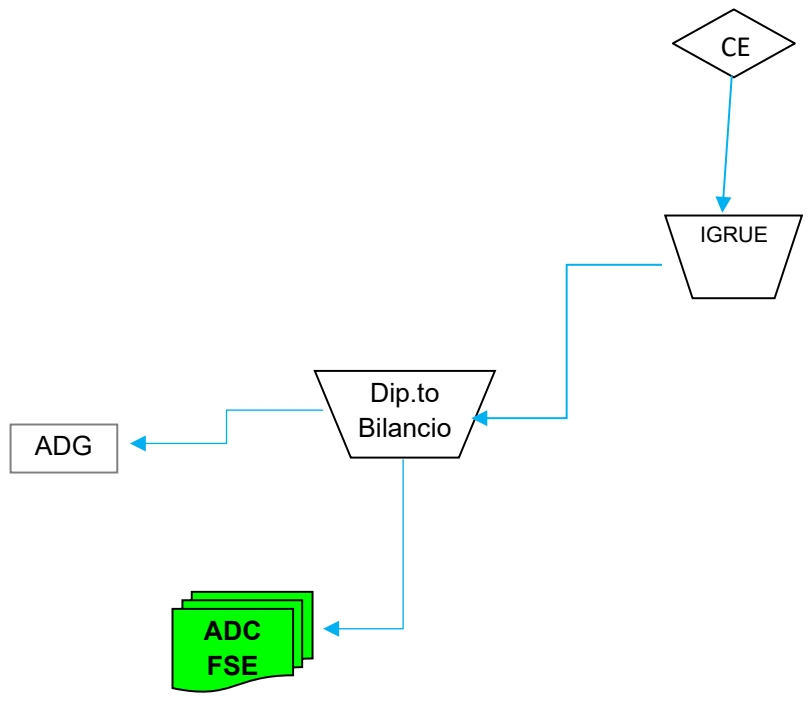 CE
IGRUE
Dip.to
Bilancio
ADG
ADC
FSE